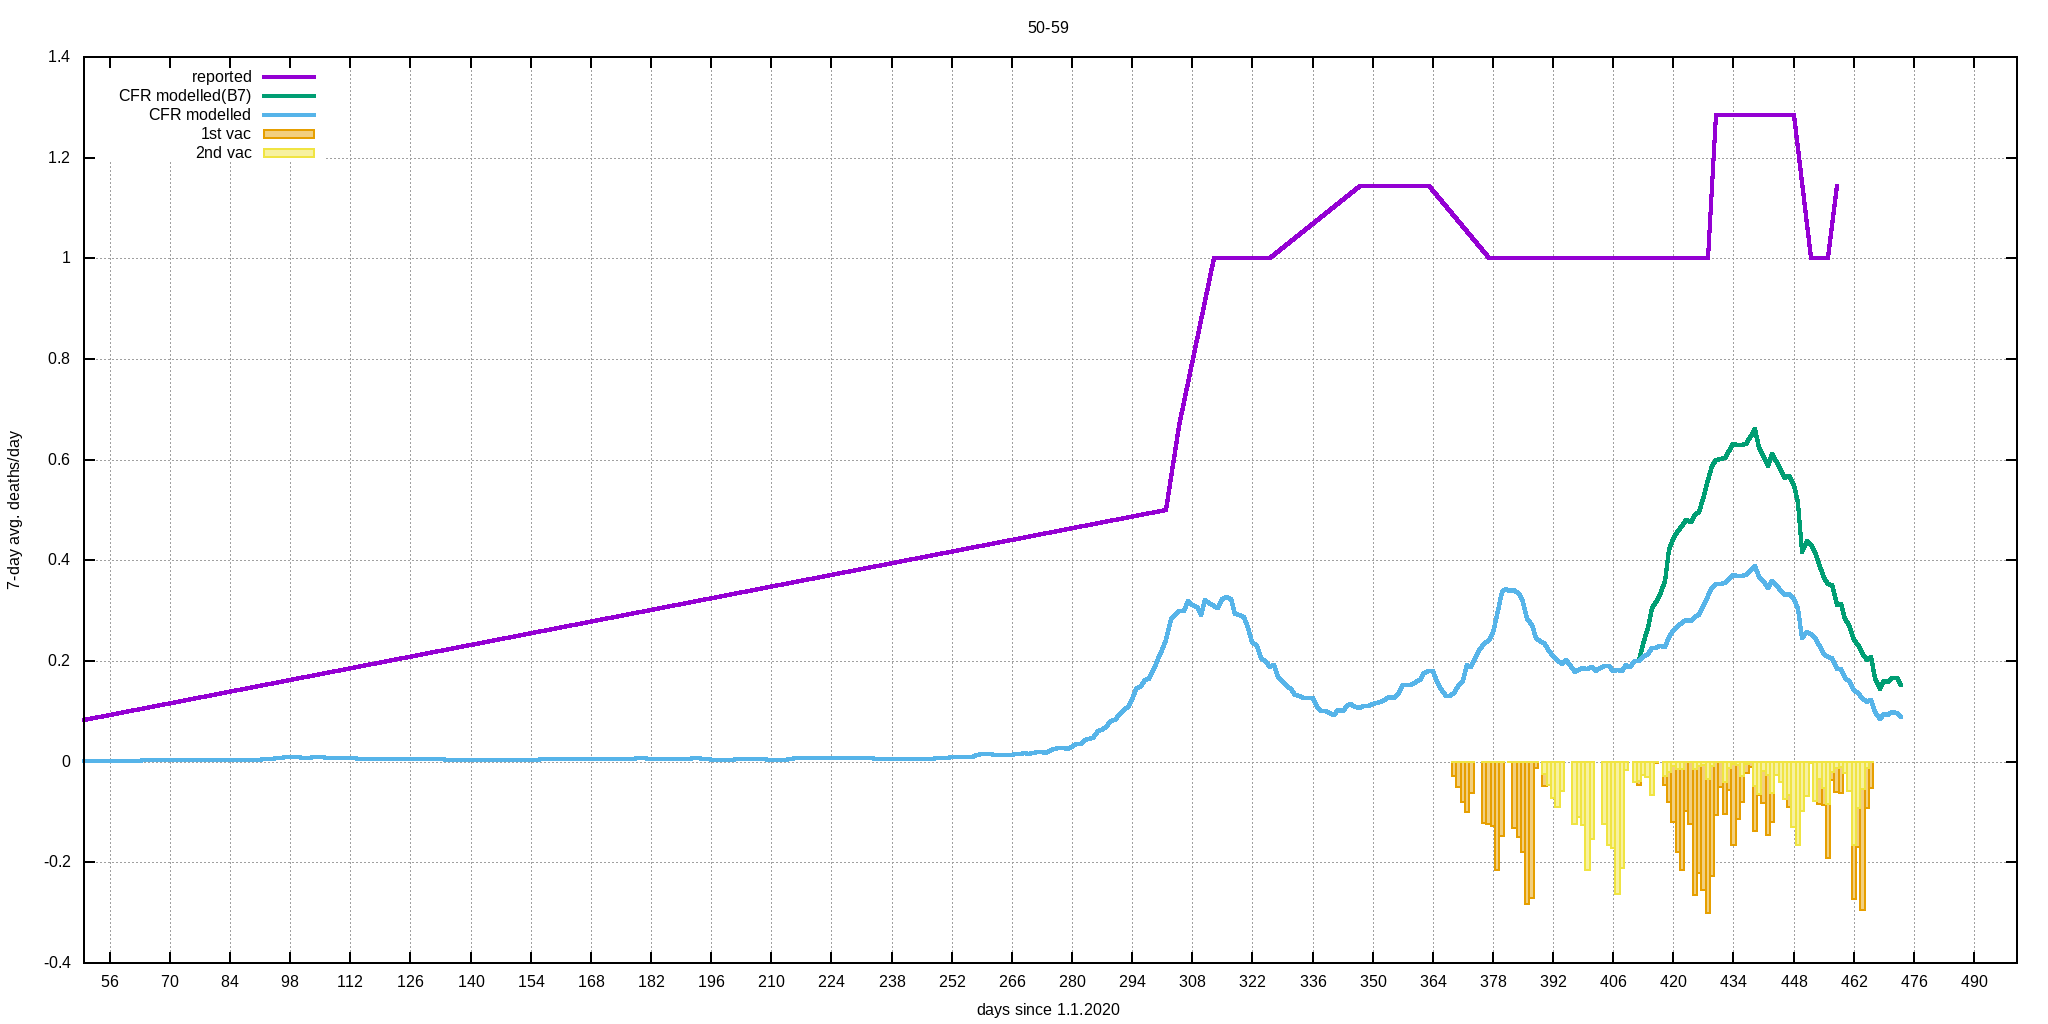 50-59
1.4
1.2
1
0.8
0.6
0.4
0.2
0
-0.2
-0.4
7-day avg. deaths/day
reported
CFR modelled(B7)
CFR modelled
1st vac
2nd vac
56 70 84 98 112 126 140 154 168 182 196 210 224 238 252 266 280 294 308 322 336 350 364 378 392 406 420 434 448 462 476 490
days since 1.1.2020